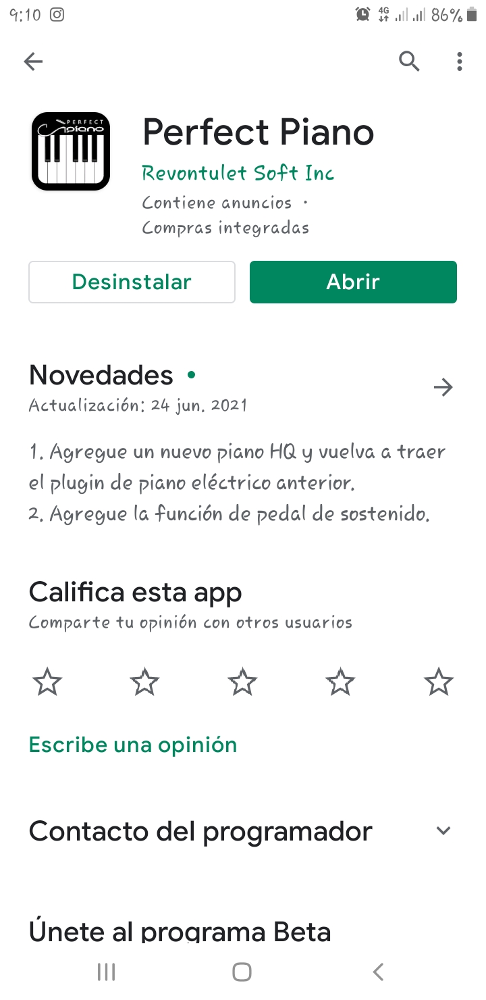 9:10 4G 86%
PERFECT
piano
Perfect Piano
Revontulet Soft Inc
Contiene anuncios ·
Compras integradas
Desinstalar Abrir
Novedades •
Actualización: 24 jun. 2021
1. Agregue un nuevo piano HQ y vuelva a traer
el plugin de piano eléctrico anterior.
2. Agregue la función de pedal de sostenido.
Califica esta app
Comparte tu opinión con otros usuarios
Escribe una opinión
Contacto del programador
Únete al programa Beta